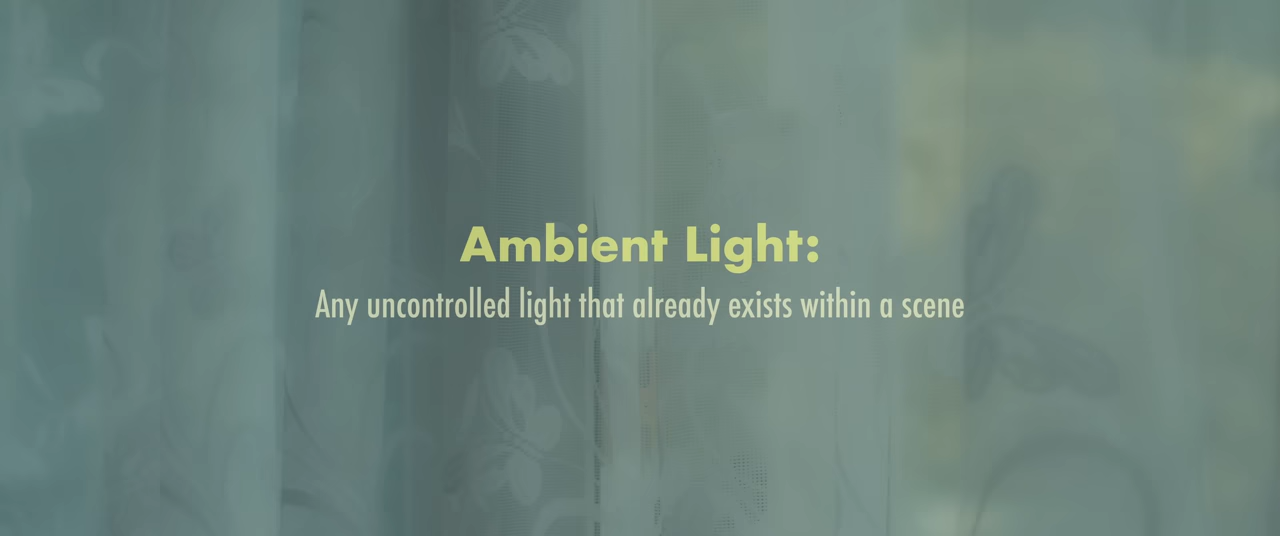 Ambient Light:
Any uncontrolled light that already exists within a scene